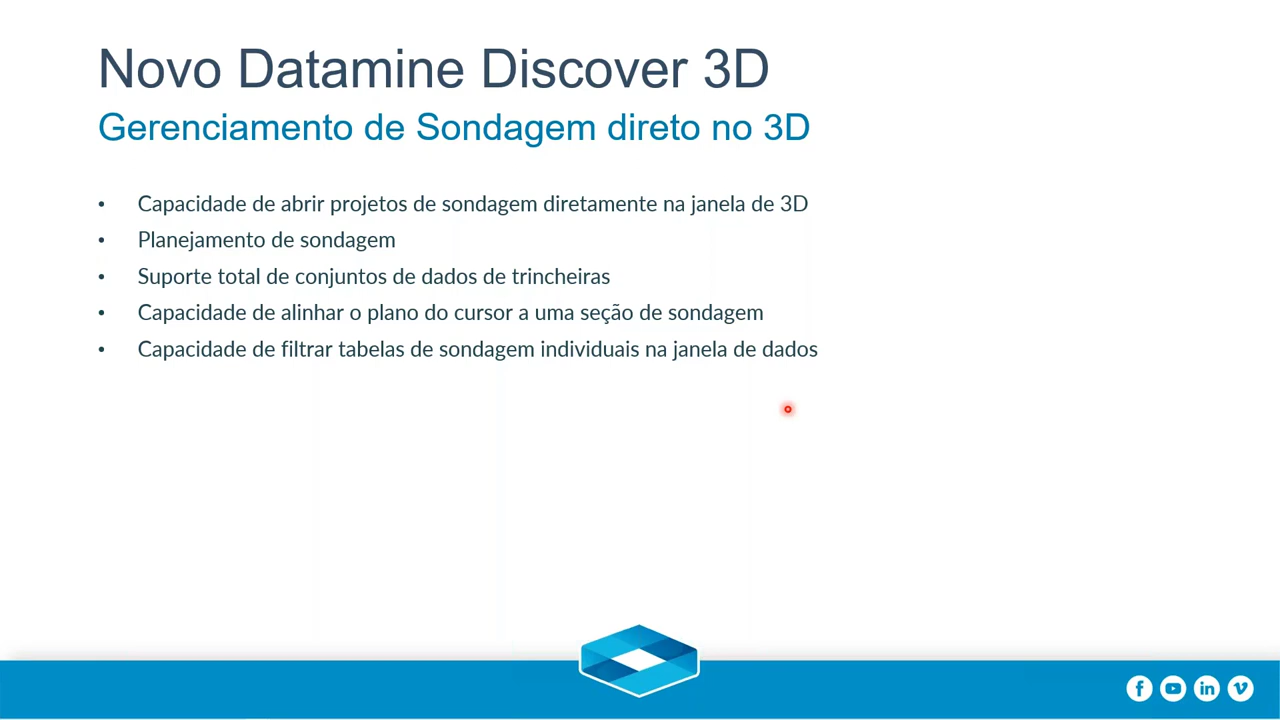 Novo Datamine Discover 3D
Gerenciamento de Sondagem direto no 3D
• Capacidade de abrir projetos de sondagem diretamente na janela de 3D
• Planejamento de sondagem
• Suporte total de conjuntos de dados de trincheiras
• Capacidade de alinhar o plano do cursor a uma seção de sondagem
• Capacidade de filtrar tabelas de sondagem individuais na janela de dados